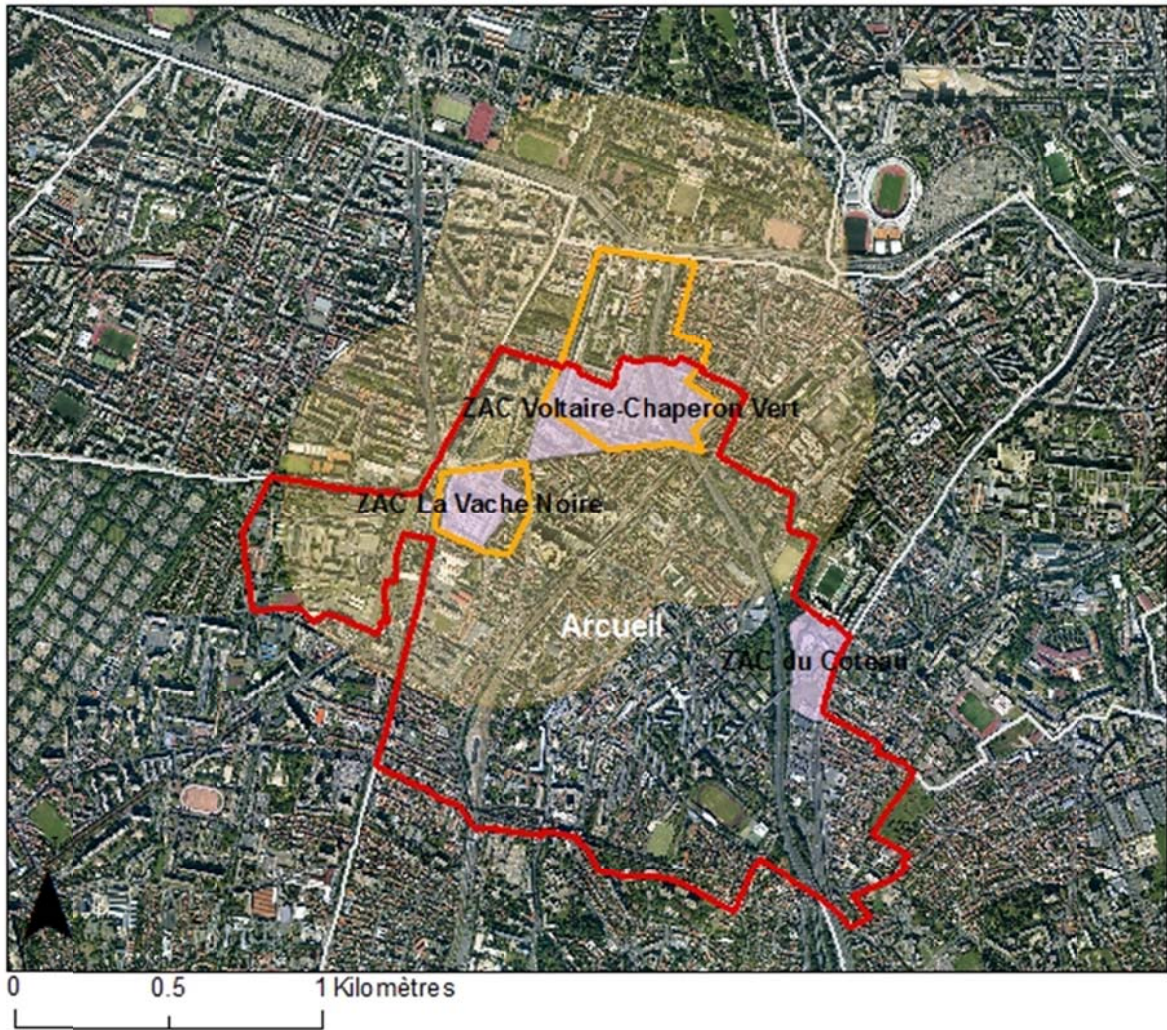 ZAC Voltaire-Chaperon Vert
ZAC La Vache Noire
Arcueil
ZAC du Coteau
0 0.5 1 Kilomètres